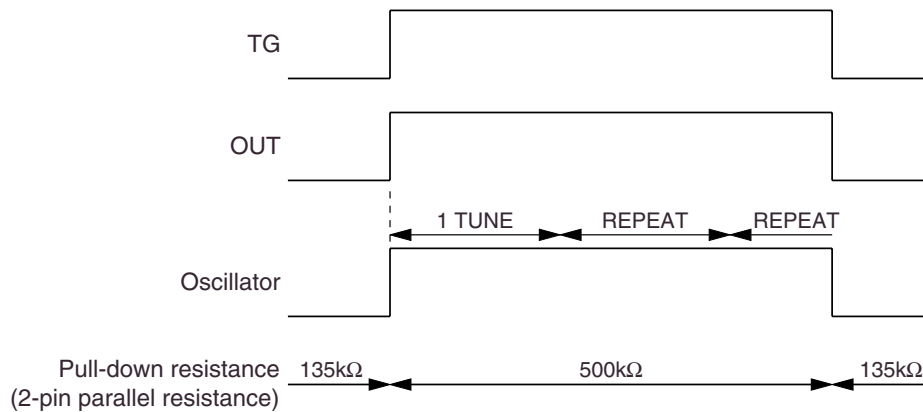 TG
OUT
1 TUNE REPEAT REPEAT
Oscillator
Pull-down resistance 135kΩ 500kΩ 135kΩ
(2-pin parallel resistance)